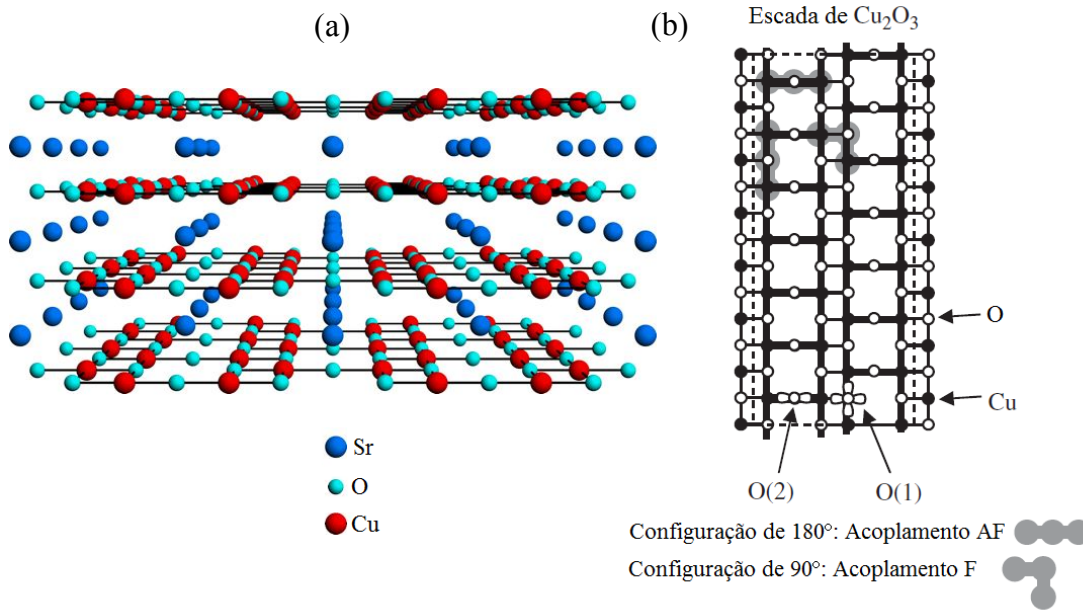 (a)
Sr
O
Cu
(b)
Escada de Cu₂O₃
O
Cu
O(2) O(1)
Configuração de 180°: Acoplamento AF
Configuração de 90°: Acoplamento F